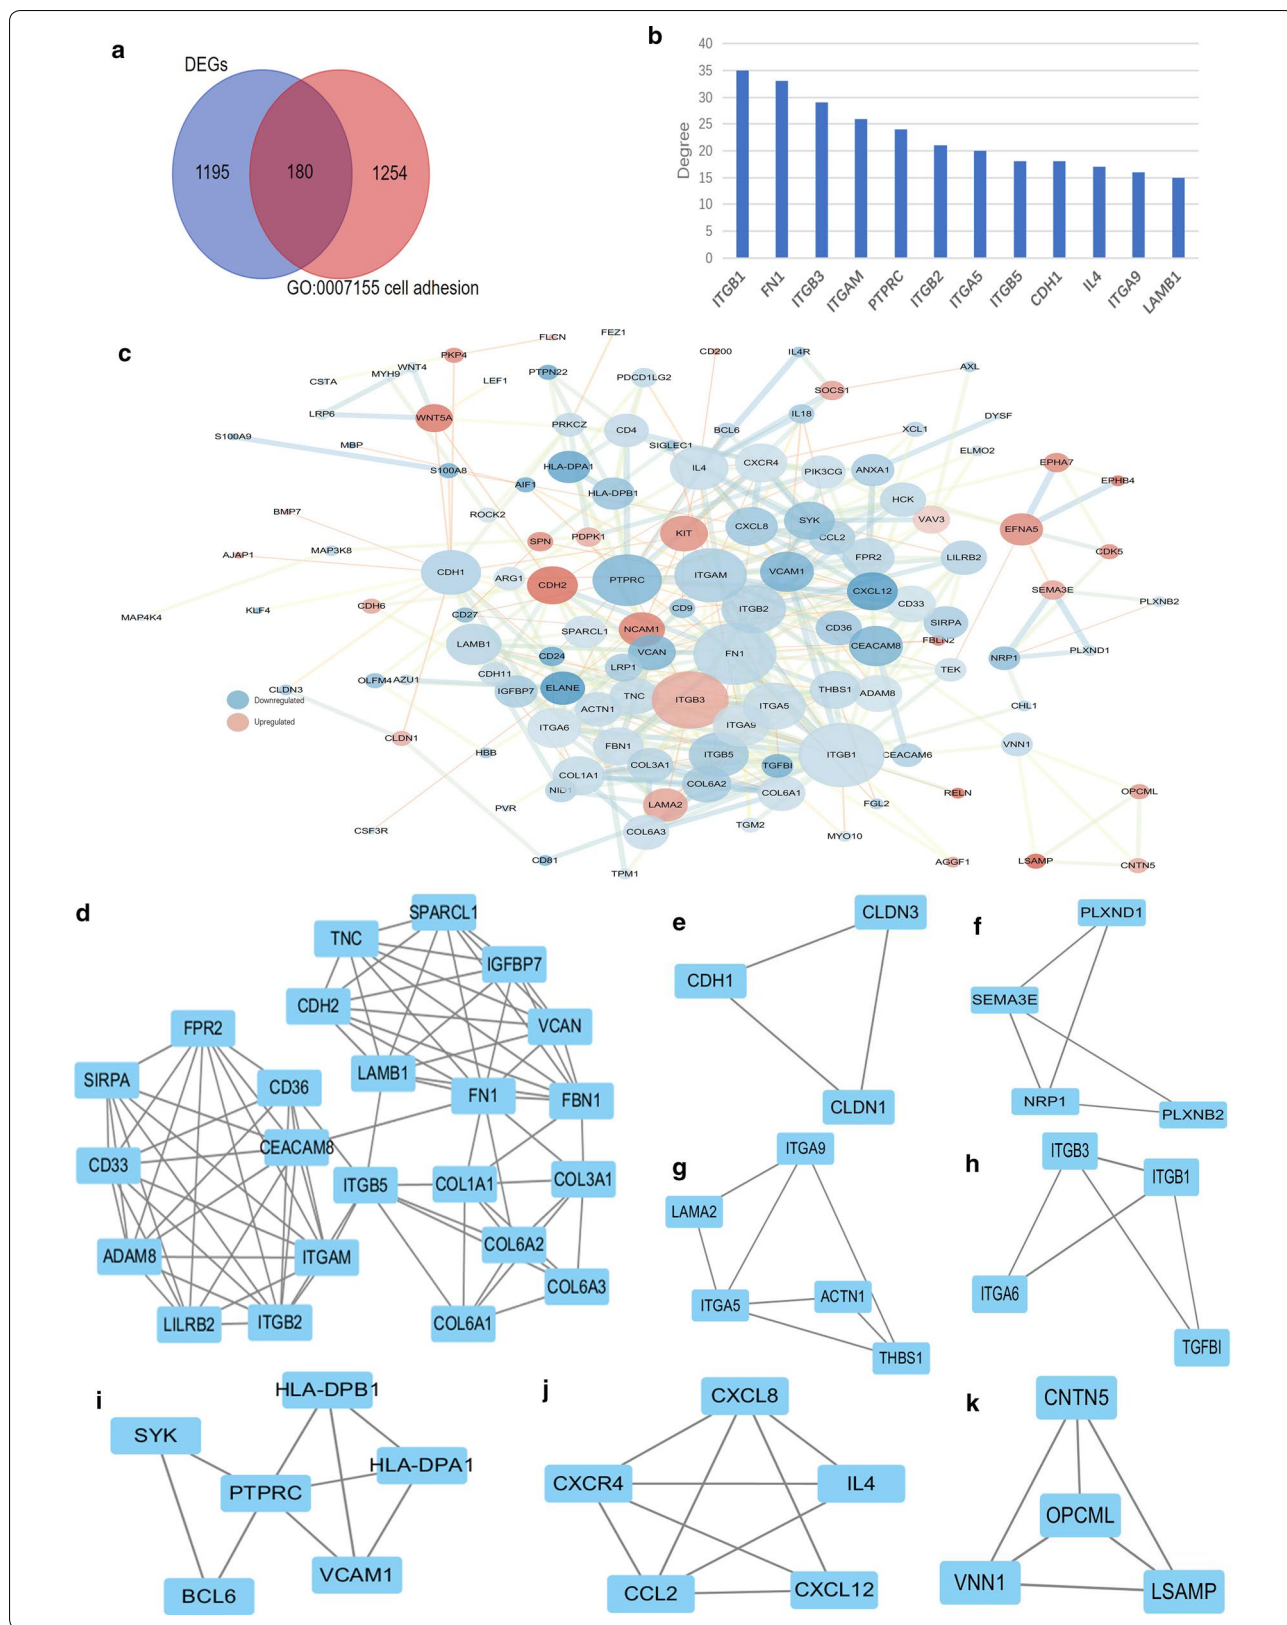 a
DEGs
1195
180
1254
GO:0007155 cell adhesion
b
40
35
30
25
20
15
10
5
0
Degree
ITGB1
FN1
ITGB3
ITGAM
PTPRC
ITGB2
ITGA5
ITGB5
CDH1
IL4
ITGA9
LAMB1
c
FLCN
FEZ1
PKP4
CD200
IL4R
MYH9
WNT4
CSTA
LEF1
PTPN22
PDCD1LG2
AXL
SOCS1
LRP6
WNT5A
PRKCZ
CD4
IL18
DYSF
S100A9
MBP
SIGLEC1
BCL6
XCL1
ELMO2
S100A8
HLA-DPA1
IL4
CXCR4
PIK3CG
ANXA1
EPHA7
EPHB4
AIF1
HLA-DPB1
HCK
BMP7
ROCK2
VAV3
EFNA5
AJAP1
MAP3K8
SPN
PDPK1
KIT
CXCL8
SYK
CCL2
FPR2
LILRB2
CDK5
CDH1
ARG1
CDH2
PTPRC
ITGAM
VCAM1
CXCL12
SEMA3E
PLXNB2
MAP4K4
KLF4
CDH6
CD27
CD9
ITGB2
CD33
SPARCL1
NCAM1
CD36
SIRPA
LAMB1
FBLN2
CEACAM8
CD24
VCAN
FN1
NRP1
PLXND1
LRP1
TEK
CDH11
OLFM4
AZU1
CLDN3
IGFBP7
ELANE
TNC
ITGB3
ITGA5
THBS1
ADAM8
CHL1
Downregulated
Upregulated
ACTN1
ITGA6
ITGA9
CLDN1
HBB
FBN1
ITGB5
ITGB1
CEACAM6
VNN1
COL3A1
TGFBI
COL1A1
COL6A2
NID1
COL6A1
LAMA2
FGL2
RELN
OPCML
PVR
CSF3R
COL6A3
TGM2
MYO10
CD81
TPM1
AGGF1
LSAMP
CNTN5
d
SPARCL1
TNC
IGFBP7
CDH2
VCAN
FPR2
LAMB1
SIRPA
CD36
FN1
FBN1
CEACAM8
CD33
ITGB5
COL1A1
COL3A1
COL6A2
ADAM8
ITGAM
COL6A3
LILRB2
ITGB2
COL6A1
e
CLDN3
CDH1
CLDN1
f
PLXND1
SEMA3E
NRP1
PLXNB2
g
ITGA9
LAMA2
ITGA5
ACTN1
THBS1
h
ITGB3
ITGB1
ITGA6
TGFBI
i
HLA-DPB1
SYK
HLA-DPA1
PTPRC
VCAM1
BCL6
j
CXCL8
CXCR4
IL4
CCL2
CXCL12
k
CNTN5
OPCML
VNN1
LSAMP